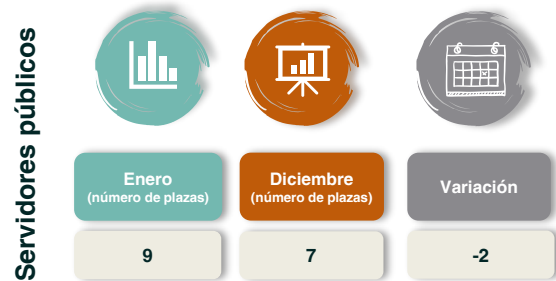 Servidores públicos
Enero
(número de plazas)
Diciembre
(número de plazas)
Variación
9
7
-2